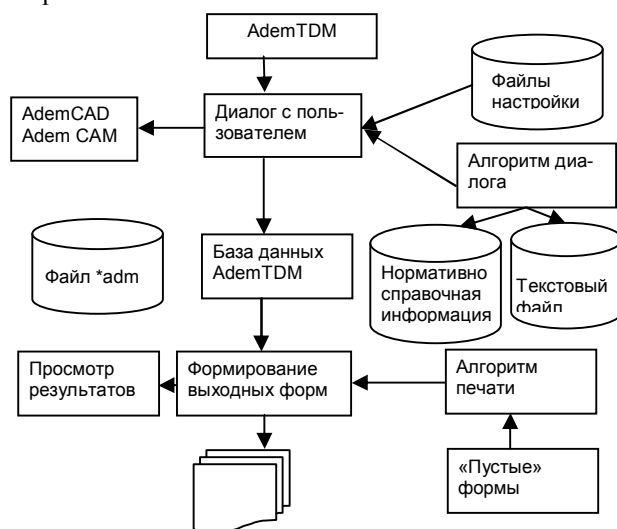 AdemTDM
Файлы
настройки
AdemCAD
Adem CAM
Диалог с поль-
зователем
Алгоритм диа-
лога
Файл *adm
База данных
AdemTDM
Нормативно
справочная
информация
Текстовый
файл
Просмотр
результатов
Формирование
выходных форм
Алгоритм
печати
«Пустые»
формы